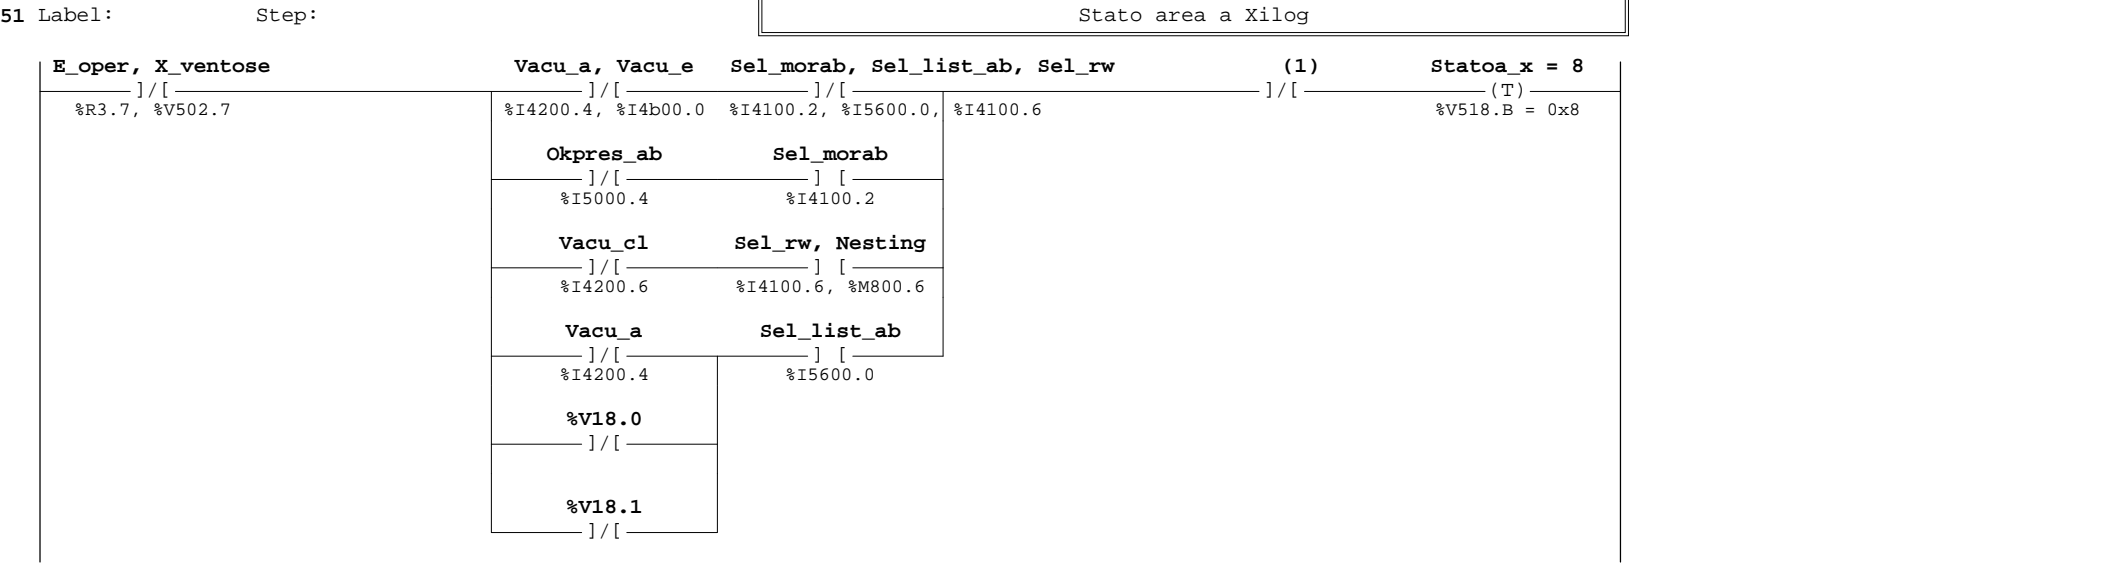 51 Label: Step: Stato area a Xilog
E_oper, X_ventose Vacu_a, Vacu_e Sel_morab, Sel_list_ab, Sel_rw (1) Statoa_x = 8
]/[ ]/[ ]/[ ]/[ (T)
%R3.7, %V502.7 %I4200.4, %I4b00.0 %I4100.2, %I5600.0, %I4100.6 %V518.B = 0x8
Okpres_ab Sel_morab
]/[ ] [
%I5000.4 %I4100.2
Vacu_cl Sel_rw, Nesting
]/[ ] [
%I4200.6 %I4100.6, %M800.6
Vacu_a Sel_list_ab
]/[ ] [
%I4200.4 %I5600.0
%V18.0
]/[
%V18.1
]/[